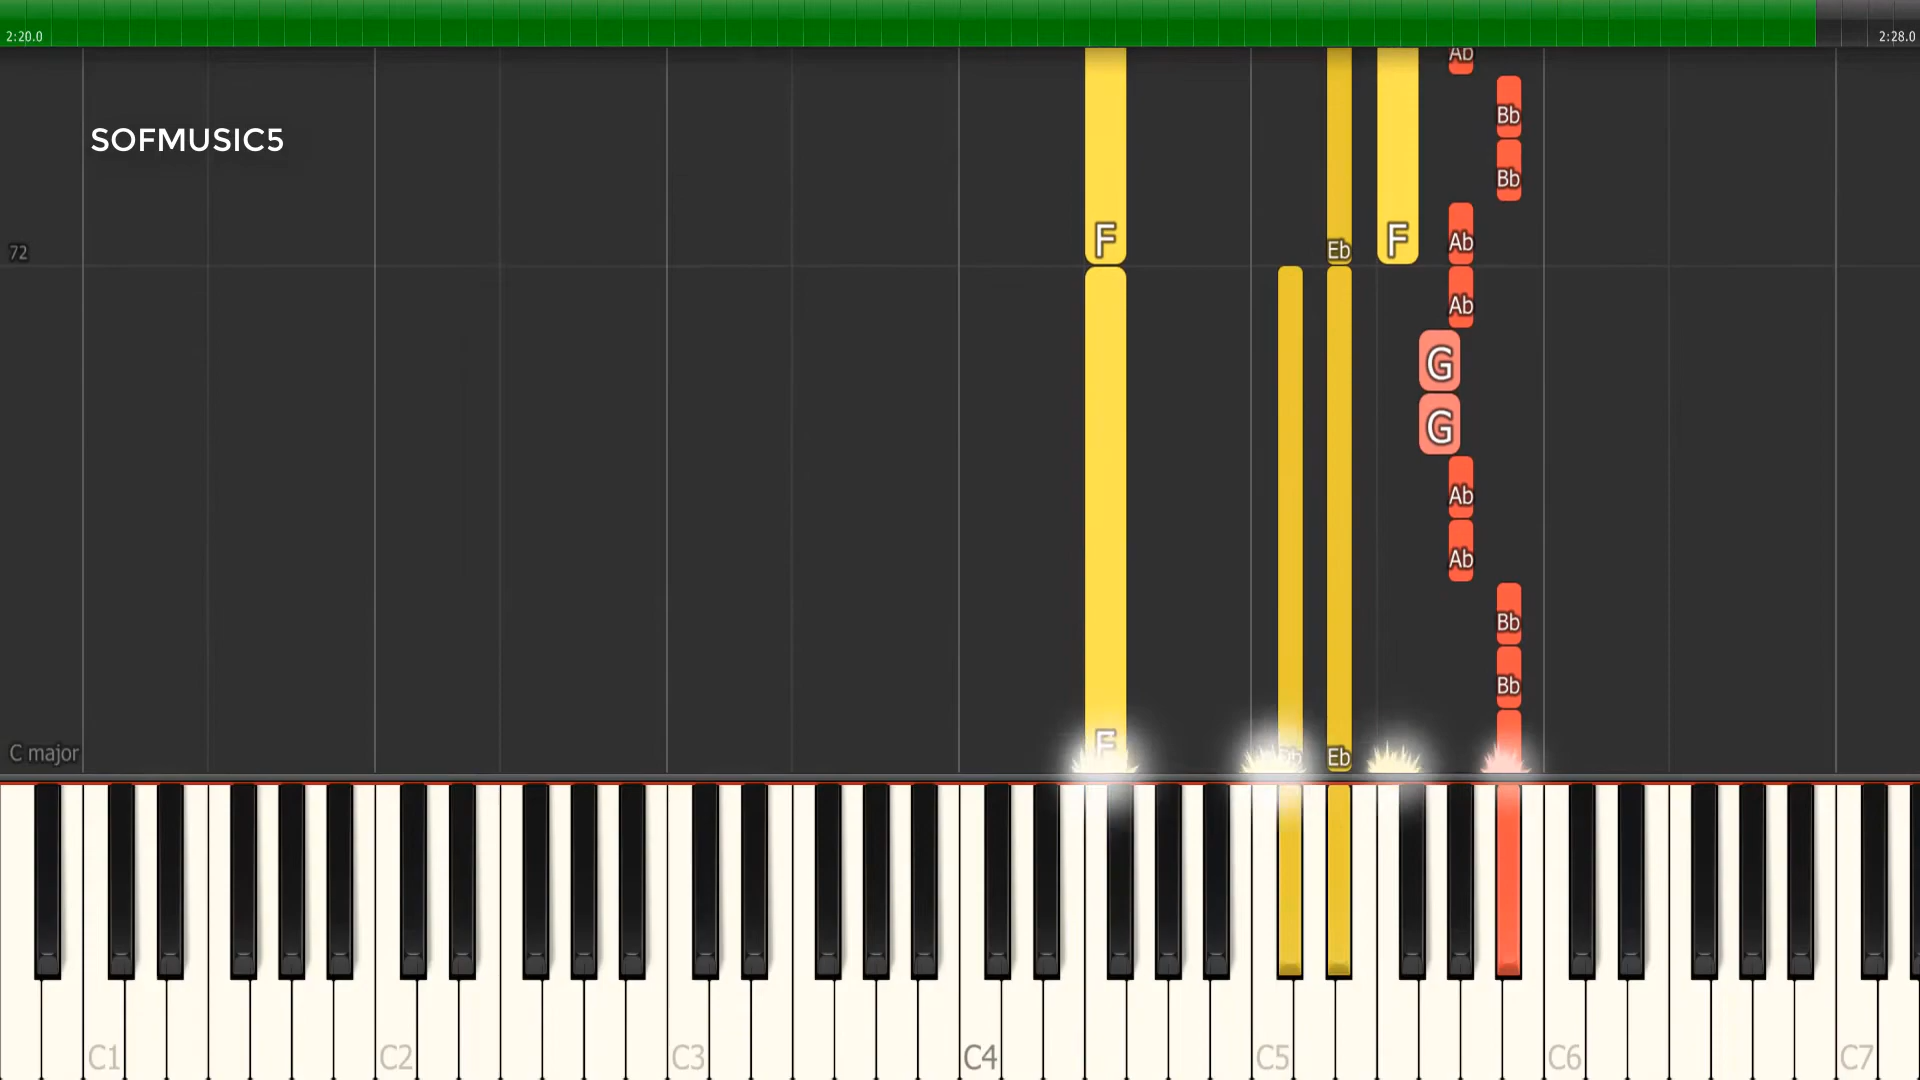 2:20.0
2:28.0
SOFMUSIC5
Ab
Bb
Bb
F
Eb
F
Ab
72
Ab
G
G
Ab
Ab
Bb
Bb
F
Eb
C major
C1
C2
C3
C4
C5
C6
C7